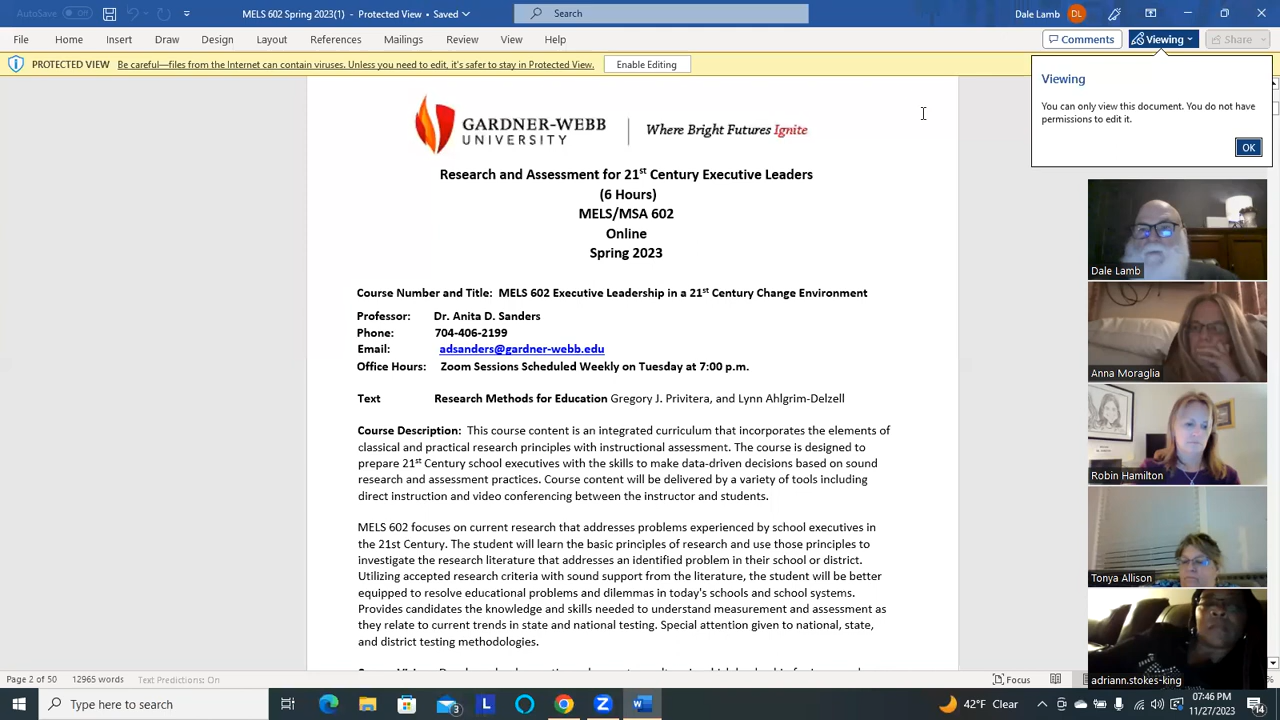 AutoSave
Off
MELS 602 Spring 2023(1) - Protected View
Search
Dale Lamb
DL
File Home Insert Draw Design Layout References Mailings Review View Help
Comments
Viewing
Share
PROTECTED VIEW Be careful—files from the Internet can contain viruses. Unless you need to edit, it's safer to stay in Protected View. Enable Editing
Viewing
You can only view this document. You do not have
permissions to edit it.
OK
GARDNER-WEBB
UNIVERSITY
Where Bright Futures Ignite
Research and Assessment for 21st Century Executive Leaders
(6 Hours)
MELS/MSA 602
Online
Spring 2023
Course Number and Title: MELS 602 Executive Leadership in a 21st Century Change Environment
Professor: Dr. Anita D. Sanders
Phone: 704-406-2199
Email: adsanders@gardner-webb.edu
Office Hours: Zoom Sessions Scheduled Weekly on Tuesday at 7:00 p.m.
Text Research Methods for Education Gregory J. Privitera, and Lynn Ahlgrim-Delzell
Course Description: This course content is an integrated curriculum that incorporates the elements of
classical and practical research principles with instructional assessment. The course is designed to
prepare 21st Century school executives with the skills to make data-driven decisions based on sound
research and assessment practices. Course content will be delivered by a variety of tools including
direct instruction and video conferencing between the instructor and students.
MELS 602 focuses on current research that addresses problems experienced by school executives in
the 21st Century. The student will learn the basic principles of research and use those principles to
investigate the research literature that addresses an identified problem in their school or district.
Utilizing accepted research criteria with sound support from the literature, the student will be better
equipped to resolve educational problems and dilemmas in today's schools and school systems.
Provides candidates the knowledge and skills needed to understand measurement and assessment as
they relate to current trends in state and national testing. Special attention given to national, state,
and district testing methodologies.
Dale Lamb
Anna Moraglia
Robin Hamilton
Tonya Allison
adriann.stokes-king
Page 2 of 50 12965 words Text Predictions: On
Focus
Type here to search
3
42°F Clear
07:46 PM
11/27/2023
14